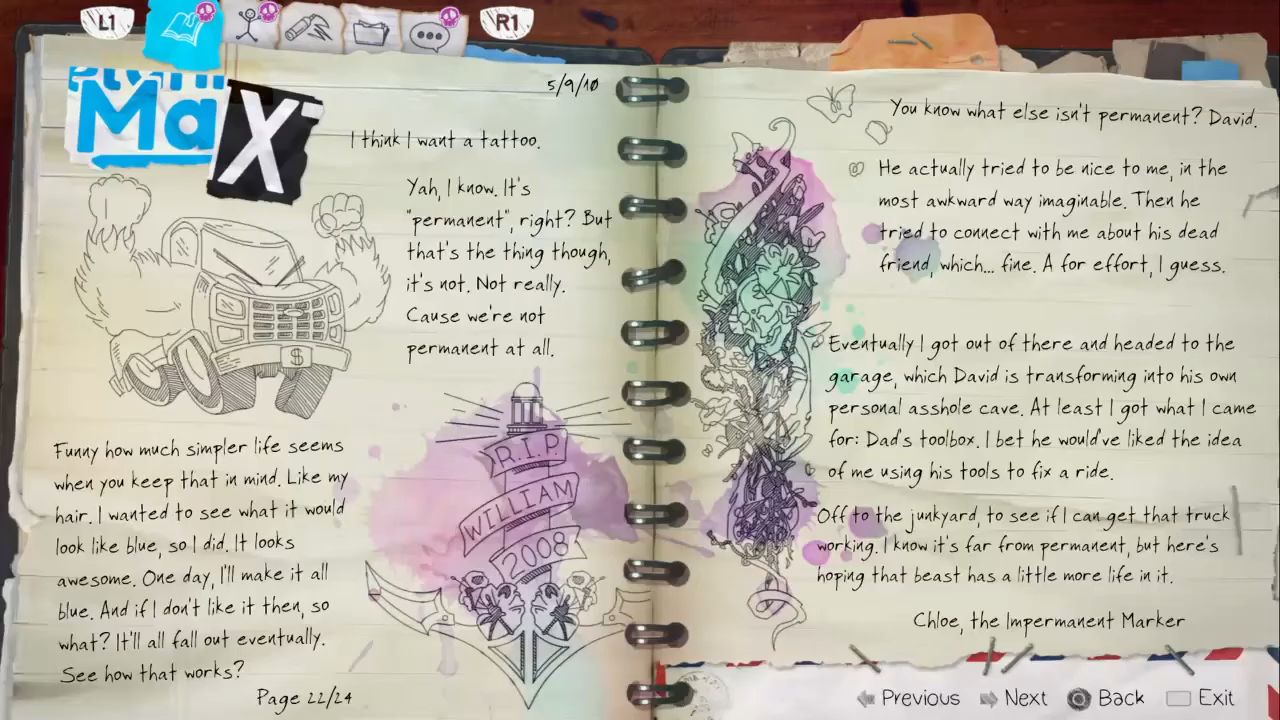 L1
R1
Max
5/9/10
I think I want a tattoo.
Yah, I know. It's
"permanent", right? But
that's the thing though,
it's not. Not really.
Cause we're not
permanent at all.
$
Funny how much simpler life seems
when you keep that in mind. Like my
hair. I wanted to see what it would
look like blue, so I did. It looks
awesome. One day, I'll make it all
blue. And if I don't like it then, so
what? It'll all fall out eventually.
See how that works?
R.I.P.
WILLIAM
2008
Page 22/24
You know what else isn't permanent? David.
He actually tried to be nice to me, in the
most awkward way imaginable. Then he
tried to connect with me about his dead
friend, which... fine. A for effort, I guess.
Eventually I got out of there and headed to the
garage, which David is transforming into his own
personal asshole cave. At least I got what I came
for: Dad's toolbox. I bet he would've liked the idea
of me using his tools to fix a ride.
Off to the junkyard, to see if I can get that truck
working. I know it's far from permanent, but here's
hoping that beast has a little more life in it.
Chloe, the Impermanent Marker
Previous
Next
Back
Exit